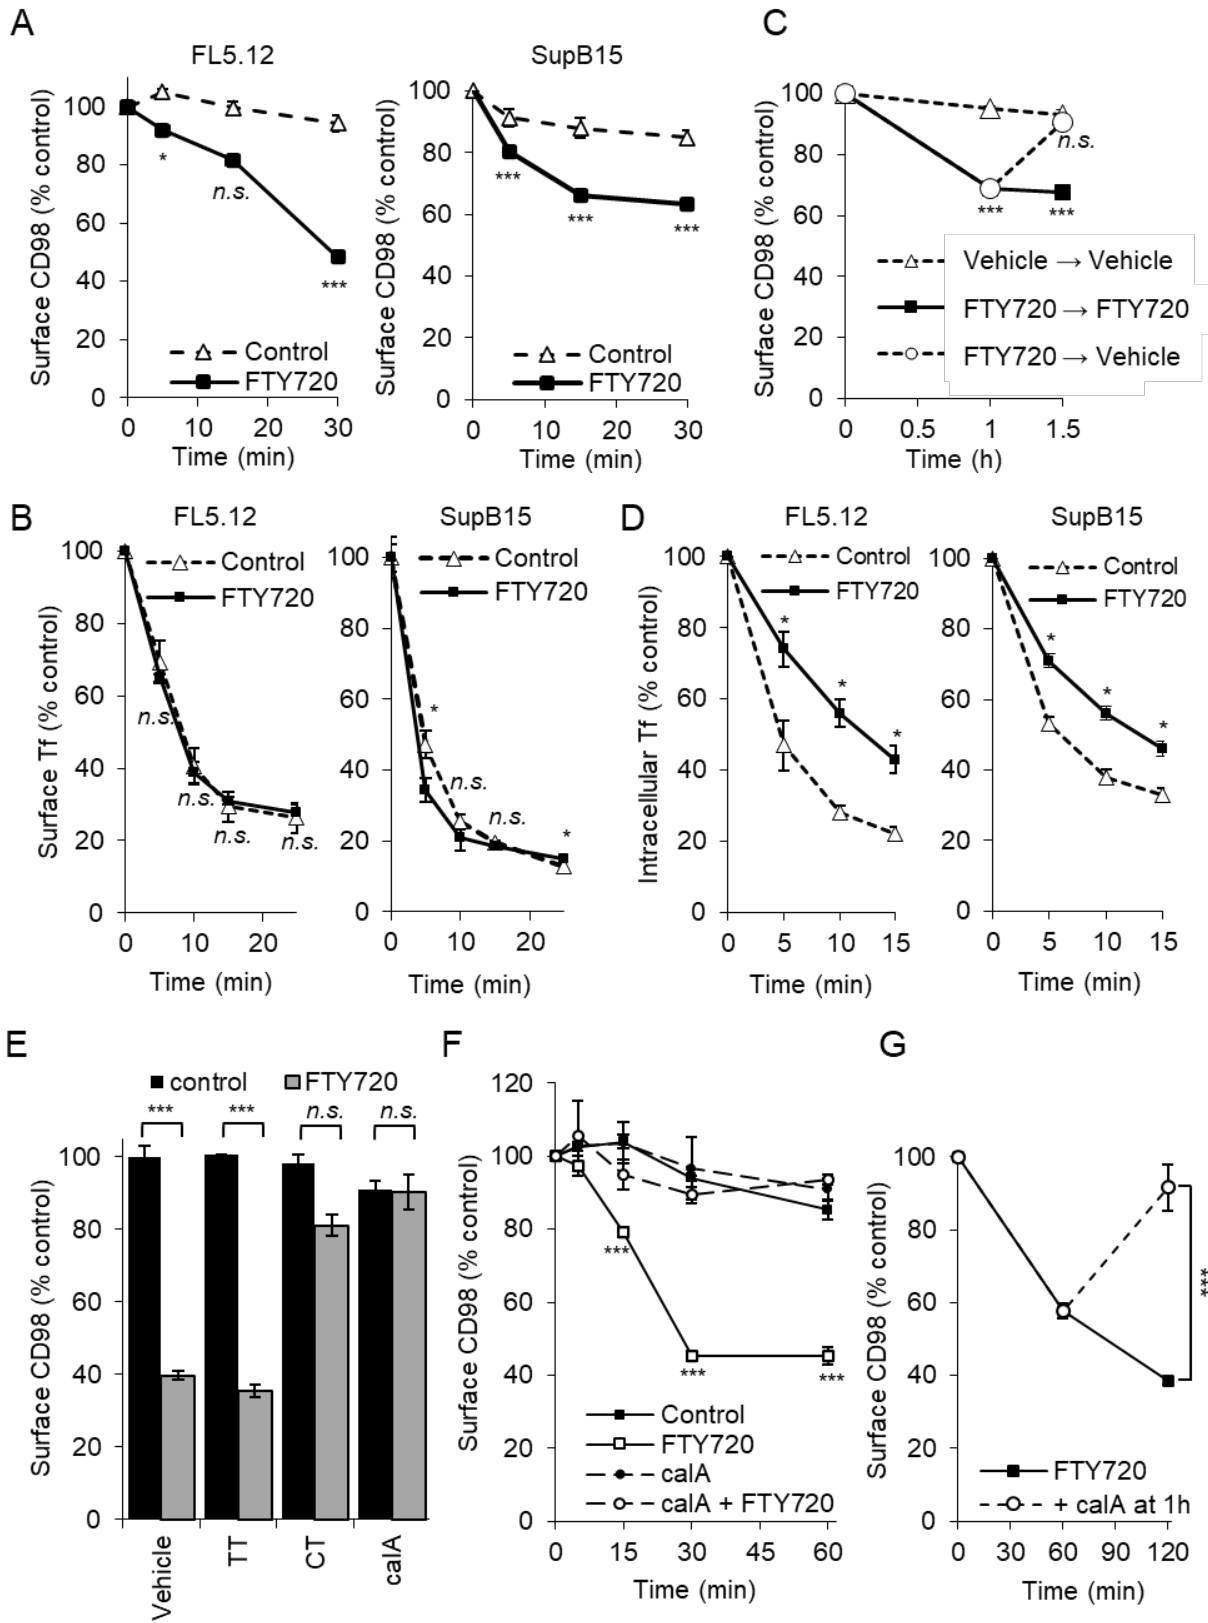 A
FL5.12
SupB15
Surface CD98 (% control)
100
80
60
40
20
0
*
n.s.
***
Control
FTY720
0 10 20 30
Time (min)
Surface CD98 (% control)
100
80
60
40
20
0
***
***
***
Control
FTY720
0 10 20 30
Time (min)
C
Surface CD98 (% control)
100
80
60
40
20
0
n.s.
*** ***
Vehicle → Vehicle
FTY720 → FTY720
FTY720 → Vehicle
0 0.5 1 1.5
Time (h)
B
FL5.12
SupB15
Surface Tf (% control)
100
80
60
40
20
0
Control
FTY720
n.s.
n.s.
n.s.
n.s.
0 10 20
Time (min)
100
80
60
40
20
0
Control
FTY720
*
n.s.
n.s.
*
0 10 20
Time (min)
D
FL5.12
SupB15
Intracellular Tf (% control)
100
80
60
40
20
0
Control
FTY720
*
*
*
0 5 10 15
Time (min)
100
80
60
40
20
0
Control
FTY720
*
*
*
0 5 10 15
Time (min)
E
control FTY720
*** *** n.s. n.s.
Surface CD98 (% control)
100
80
60
40
20
0
Vehicle
TT
CT
calA
F
Surface CD98 (% control)
120
100
80
60
40
20
0
***
***
***
Control
FTY720
calA
calA + FTY720
0 15 30 45 60
Time (min)
G
Surface CD98 (% control)
100
80
60
40
20
0
***
FTY720
+ calA at 1h
0 30 60 90 120
Time (min)